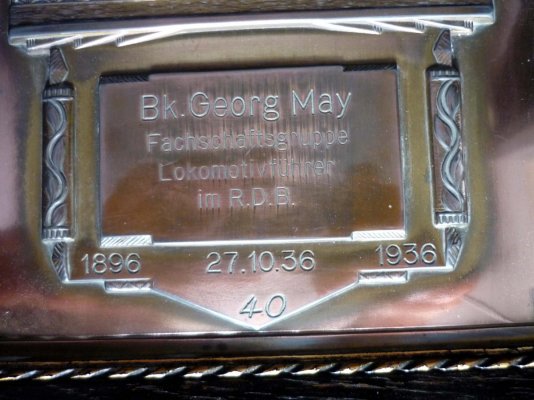 Bk. Georg May
Fachschaftsgruppe
Lokomotivführer
im R.D.B.
1896 27.10.36 1936
40